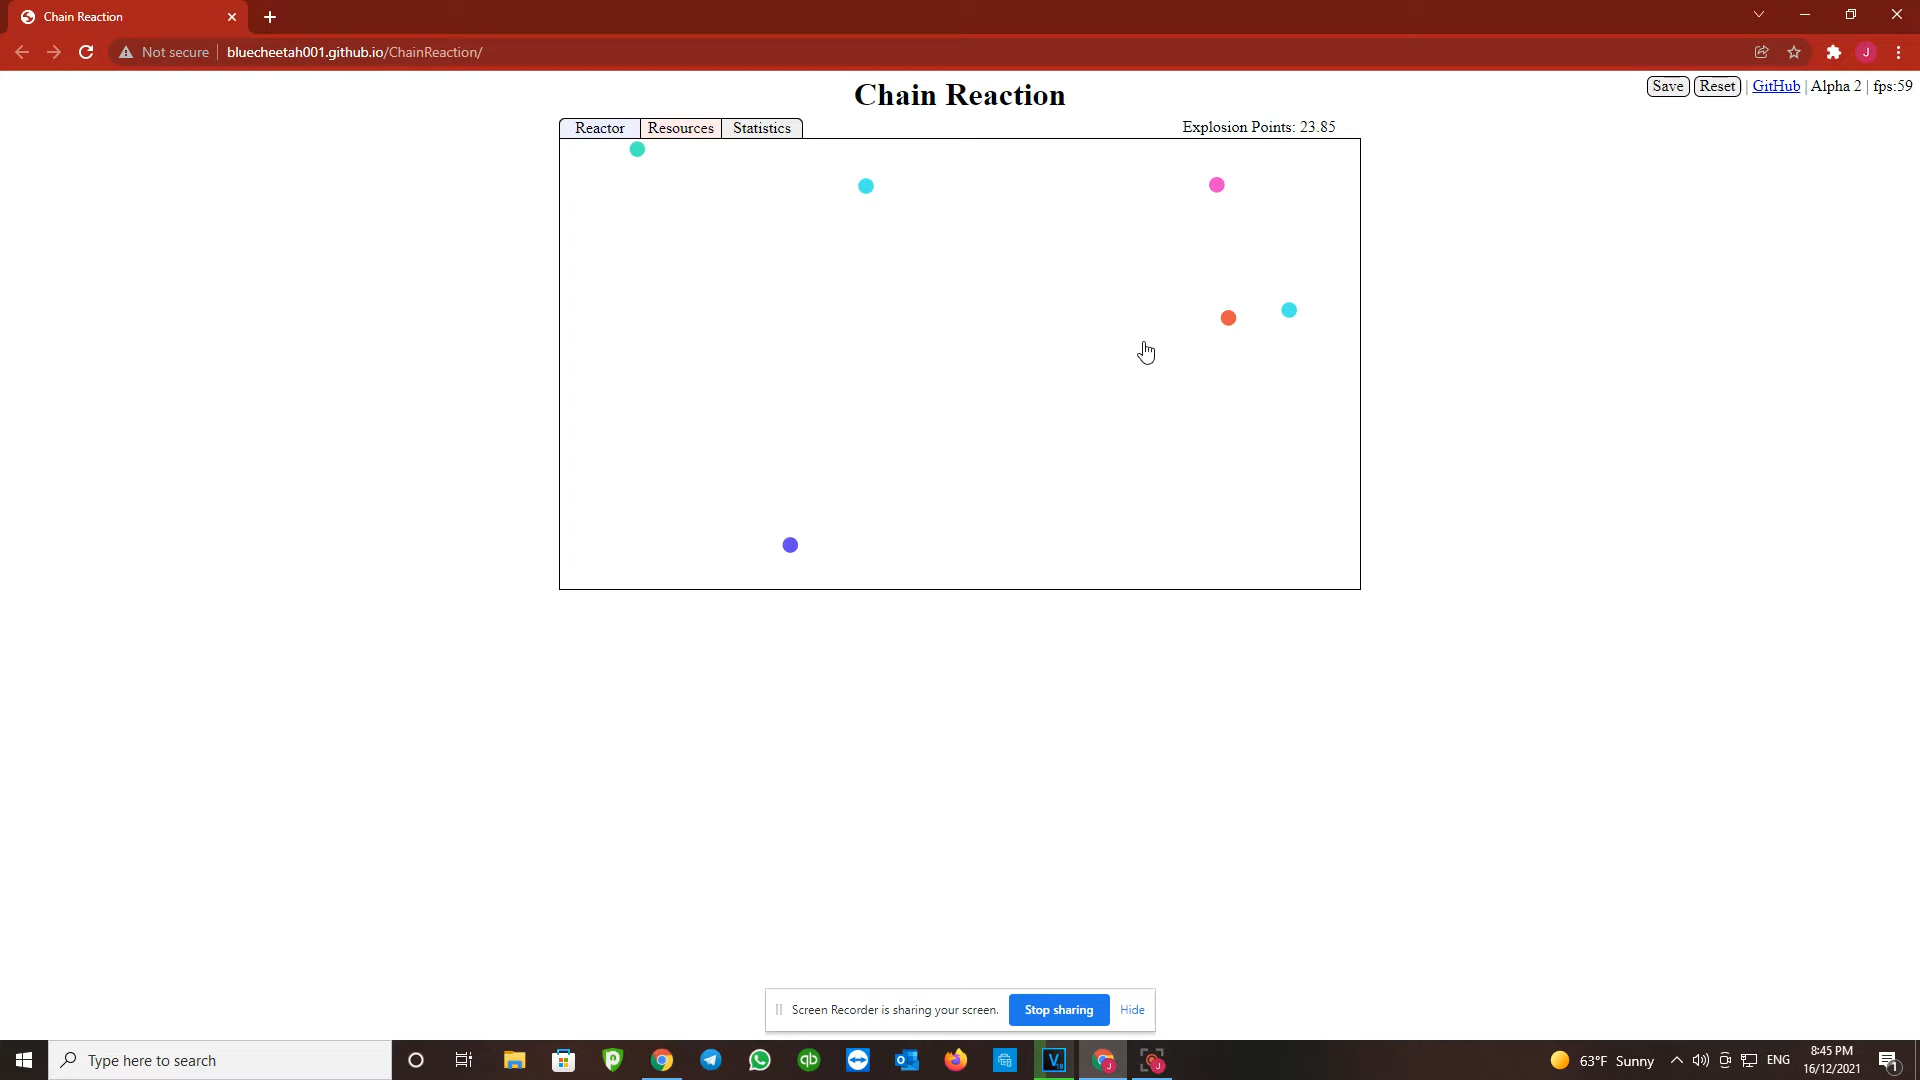 Chain Reaction
Not secure
bluecheetah001.github.io/ChainReaction/
J
Chain Reaction
Save Reset | GitHub | Alpha 2 | fps:59
Reactor Resources Statistics
Explosion Points: 23.85
Screen Recorder is sharing your screen.
Stop sharing
Hide
Type here to search
63°F Sunny
ENG
8:45 PM
16/12/2021
1